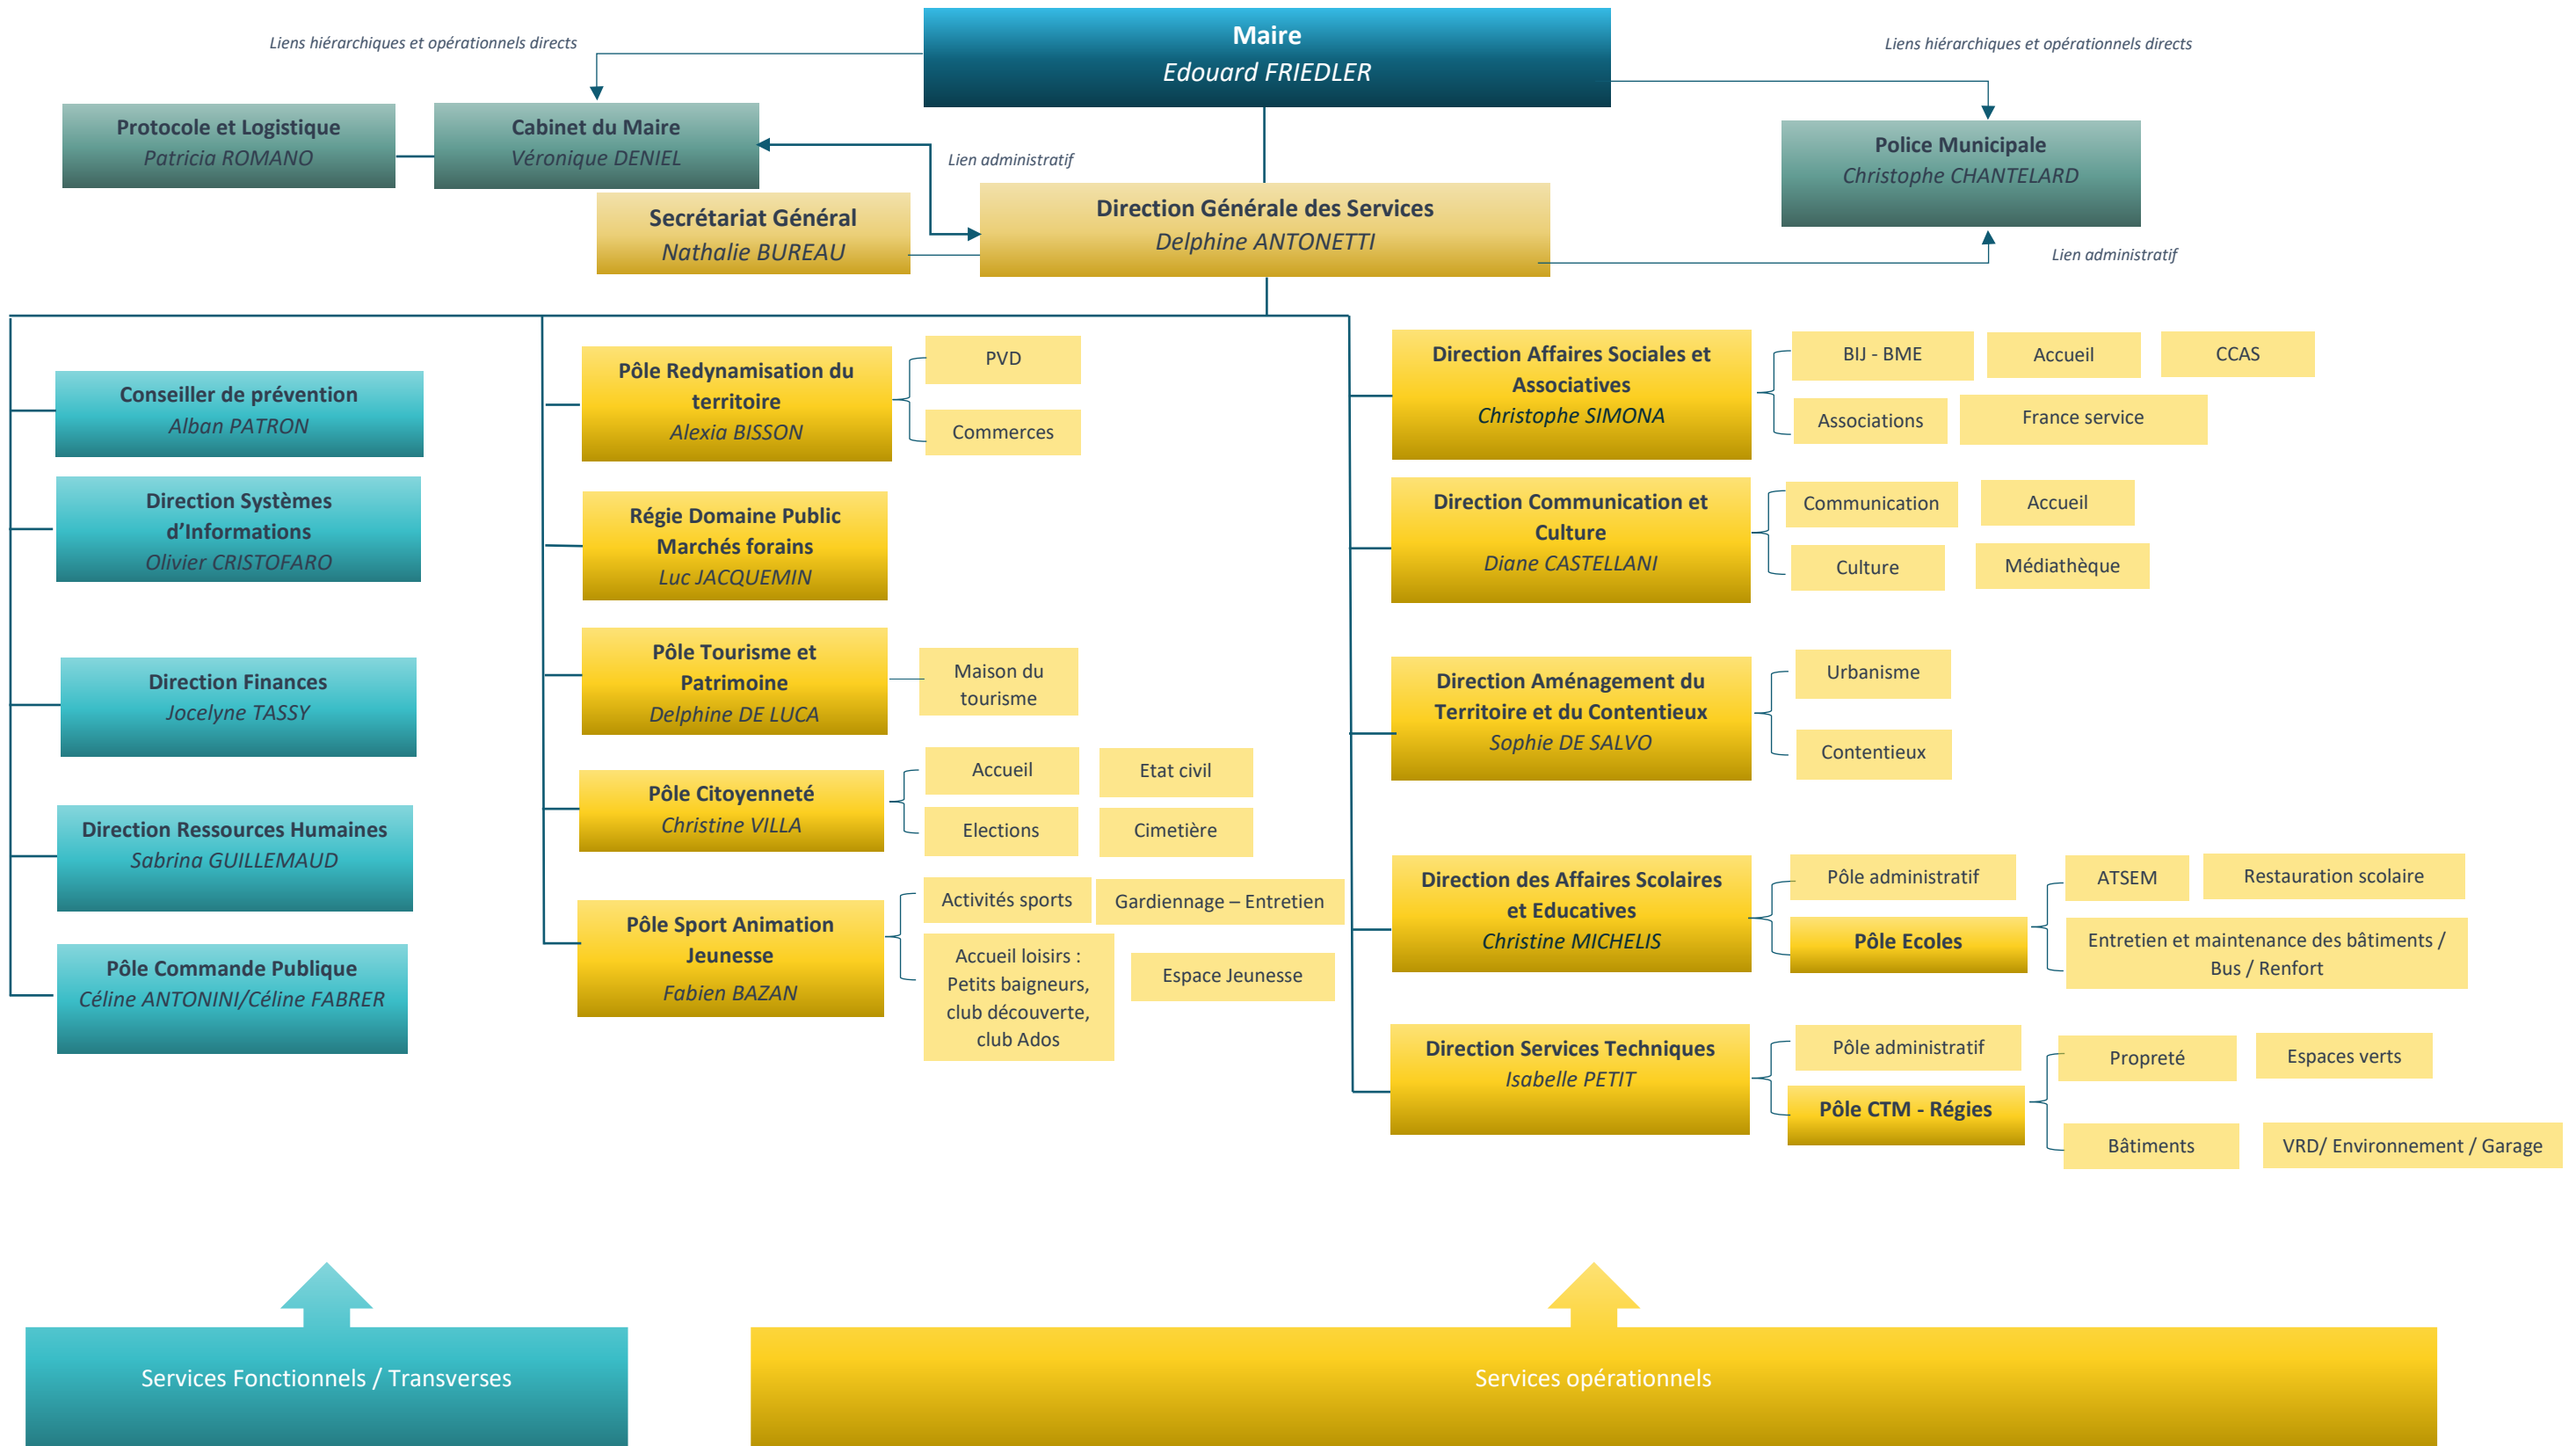 Maire
Edouard FRIEDLER
Liens hiérarchiques et opérationnels directs
Liens hiérarchiques et opérationnels directs
Protocole et Logistique
Patricia ROMANO
Cabinet du Maire
Véronique DENIEL
Lien administratif
Police Municipale
Christophe CHANTELARD
Secrétariat Général
Nathalie BUREAU
Direction Générale des Services
Delphine ANTONETTI
Lien administratif
Conseiller de prévention
Alban PATRON
Direction Systèmes
d’Informations
Olivier CRISTOFARO
Direction Finances
Jocelyne TASSY
Direction Ressources Humaines
Sabrina GUILLEMAUD
Pôle Commande Publique
Céline ANTONINI/Céline FABRER
Pôle Redynamisation du
territoire
Alexia BISSON
PVD
Commerces
Régie Domaine Public
Marchés forains
Luc JACQUEMIN
Pôle Tourisme et
Patrimoine
Delphine DE LUCA
Maison du
tourisme
Pôle Citoyenneté
Christine VILLA
Accueil
Etat civil
Elections
Cimetière
Pôle Sport Animation
Jeunesse
Fabien BAZAN
Activités sports
Gardiennage – Entretien
Accueil loisirs :
Petits baigneurs,
club découverte,
club Ados
Espace Jeunesse
Direction Affaires Sociales et
Associatives
Christophe SIMONA
BIJ - BME
Accueil
CCAS
Associations
France service
Direction Communication et
Culture
Diane CASTELLANI
Communication
Accueil
Culture
Médiathèque
Direction Aménagement du
Territoire et du Contentieux
Sophie DE SALVO
Urbanisme
Contentieux
Direction des Affaires Scolaires
et Educatives
Christine MICHELIS
Pôle administratif
Pôle Ecoles
ATSEM
Restauration scolaire
Entretien et maintenance des bâtiments /
Bus / Renfort
Direction Services Techniques
Isabelle PETIT
Pôle administratif
Pôle CTM - Régies
Propreté
Espaces verts
Bâtiments
VRD/ Environnement / Garage
Services Fonctionnels / Transverses
Services opérationnels